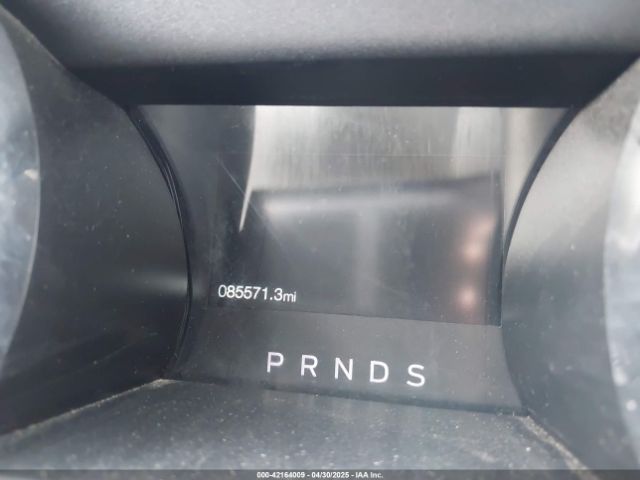 085571.3mi
P R N D S
000-42164009 - 04/30/2025 - IAA Inc.